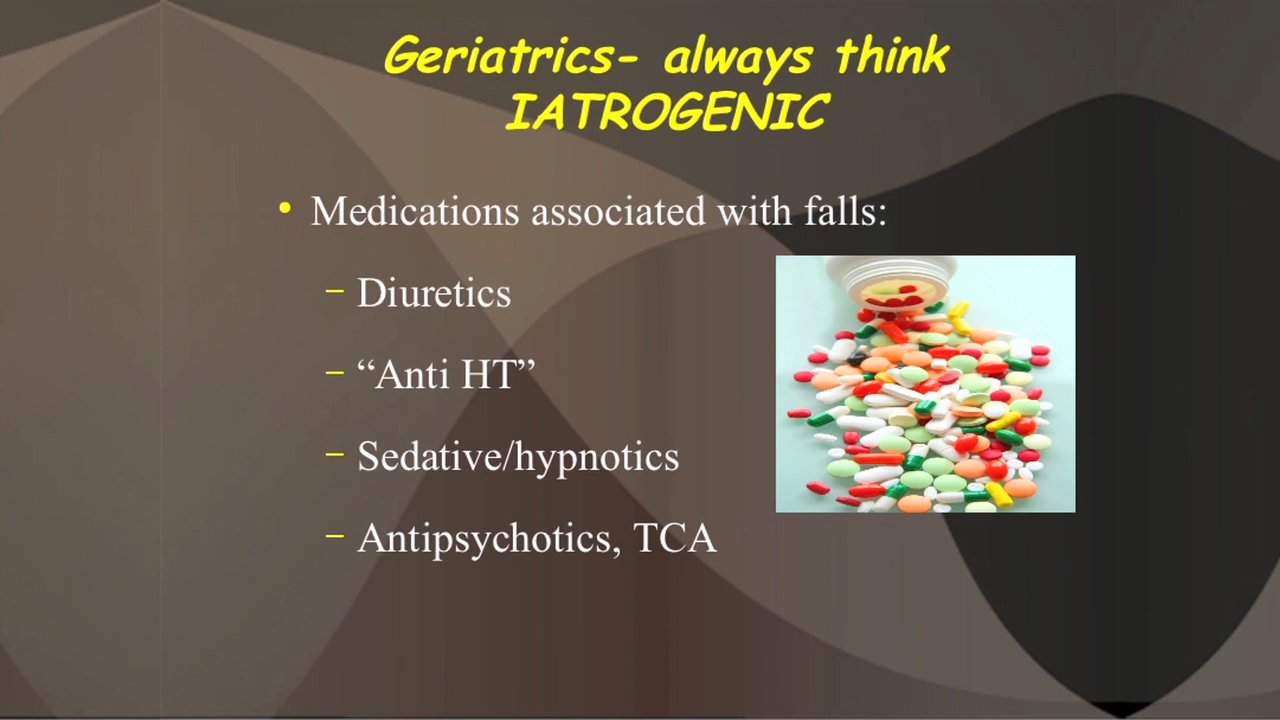 Geriatrics- always think
IATROGENIC
• Medications associated with falls:
– Diuretics
– “Anti HT”
– Sedative/hypnotics
– Antipsychotics, TCA